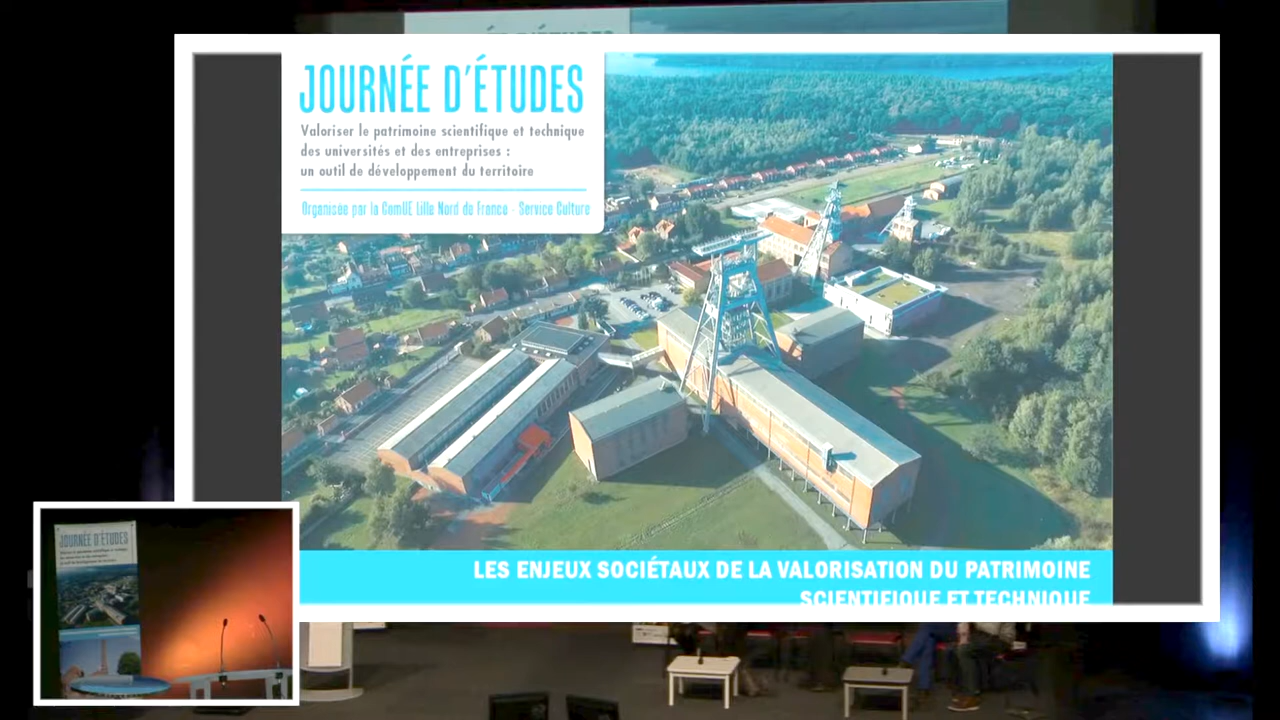 JOURNÉE D'ÉTUDES
Valoriser le patrimoine scientifique et technique
des universités et des entreprises :
un outil de développement du territoire
Organisée par la ComUE Lille Nord de France - Service Culture
LES ENJEUX SOCIÉTAUX DE LA VALORISATION DU PATRIMOINE
SCIENTIFIQUE ET TECHNIQUE
JOURNÉE D'ÉTUDES